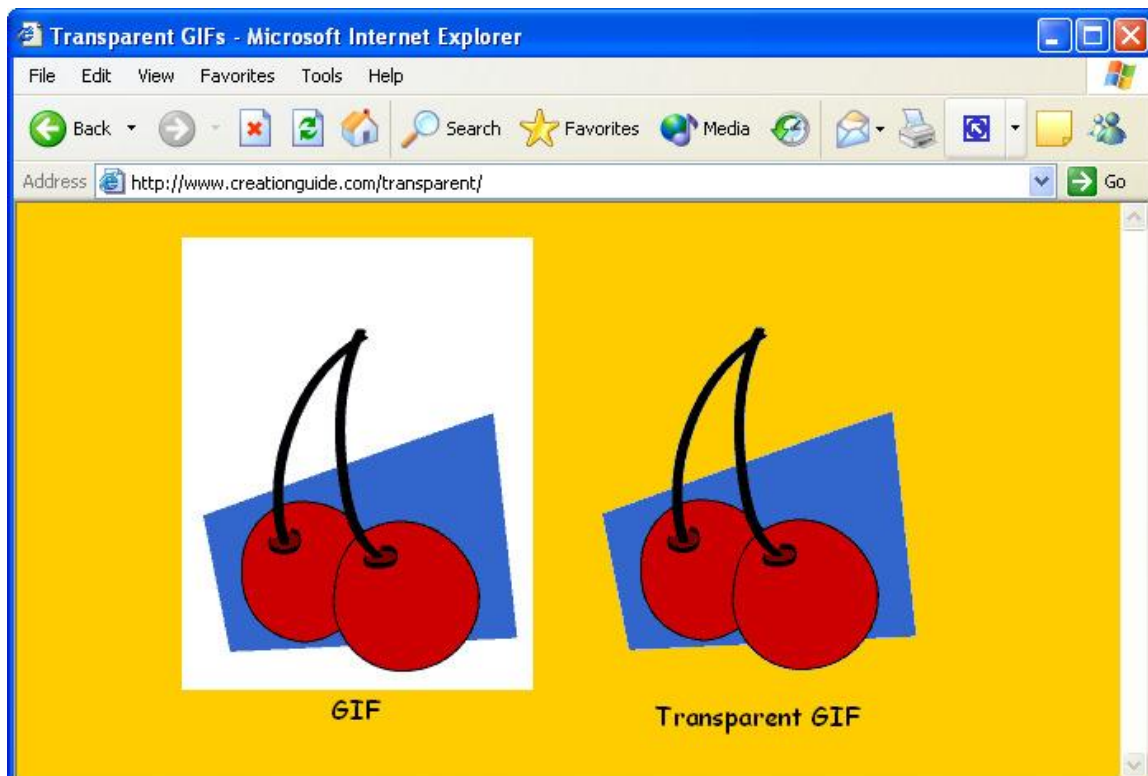 Transparent GIFs - Microsoft Internet Explorer
File Edit View Favorites Tools Help
Back Search Favorites Media
Address http://www.creationguide.com/transparent/ Go
GIF
Transparent GIF